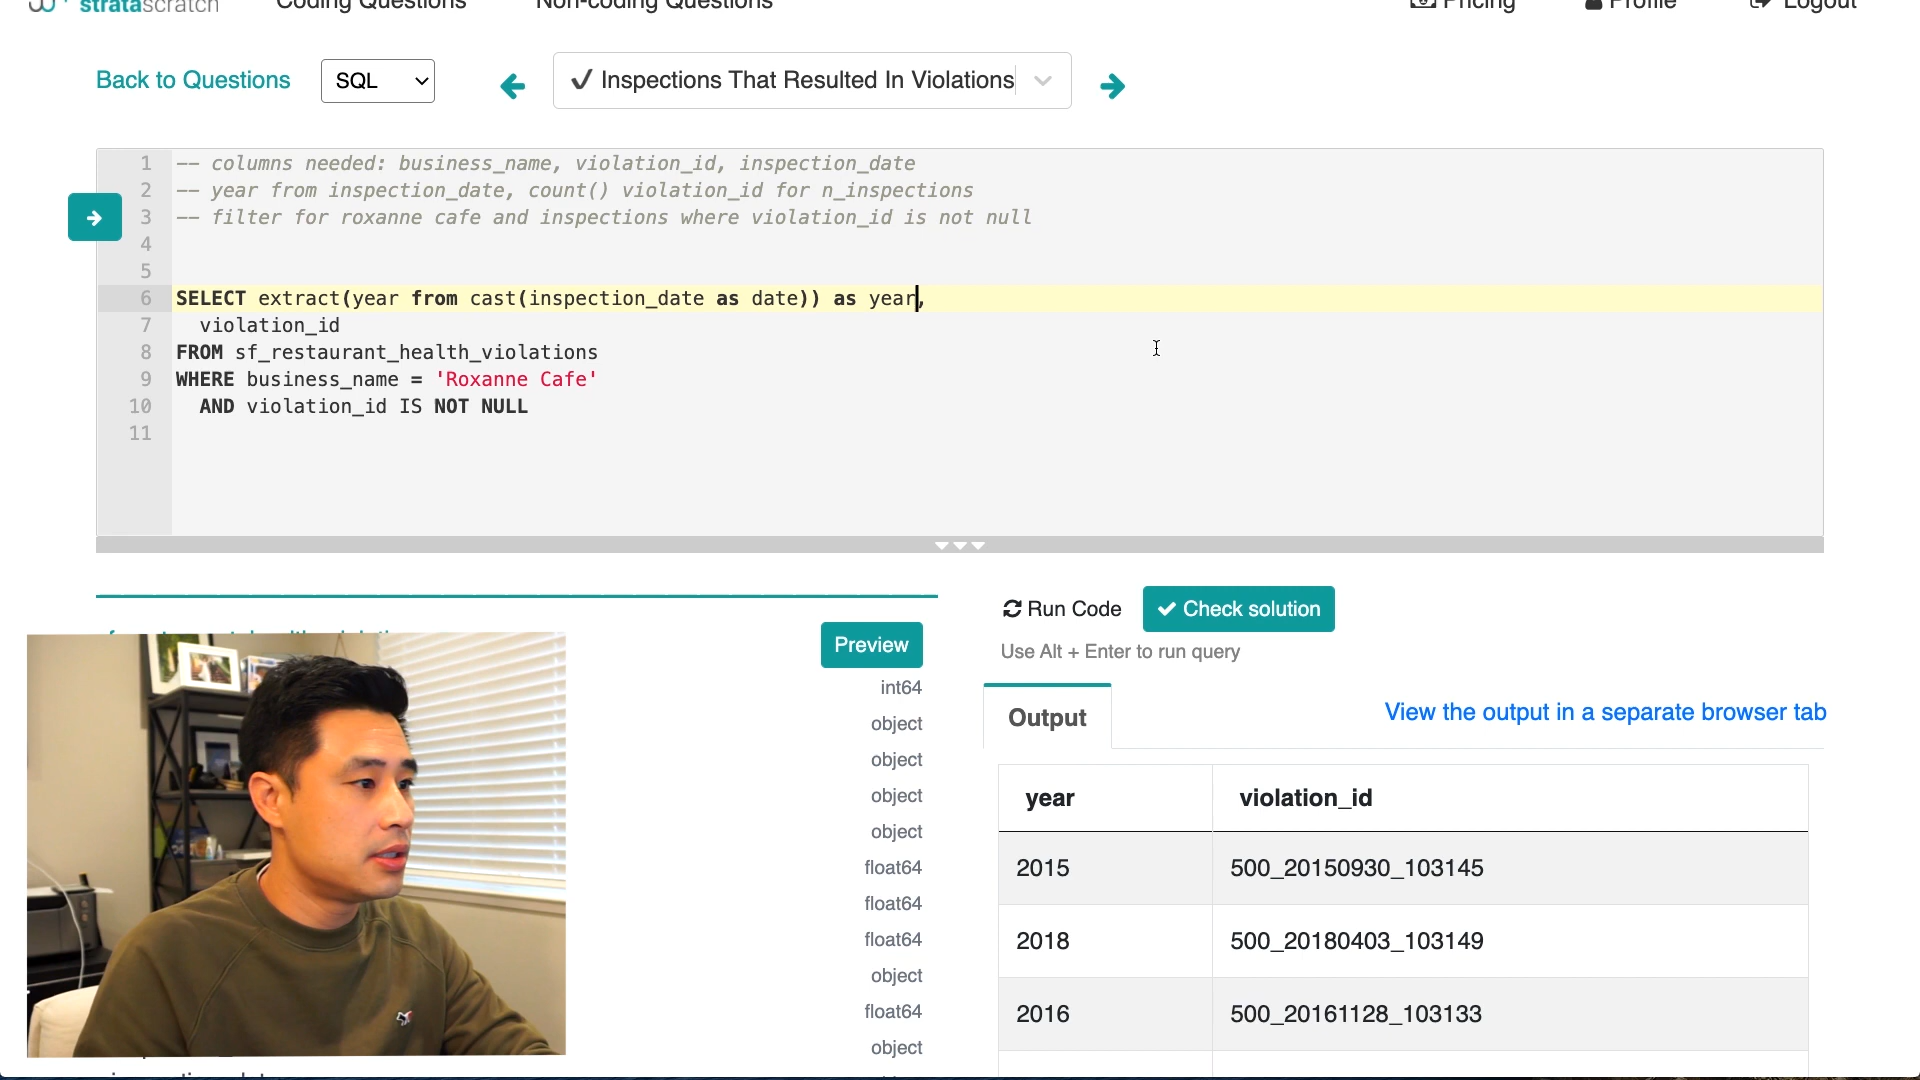 stratascratch
Coding Questions
Non-coding Questions
Pricing
Profile
Logout
Back to Questions
SQL
✓ Inspections That Resulted In Violations
1 -- columns needed: business_name, violation_id, inspection_date
2 -- year from inspection_date, count() violation_id for n_inspections
3 -- filter for roxanne cafe and inspections where violation_id is not null
4
5
6 SELECT extract(year from cast(inspection_date as date)) as year,
7 violation_id
8 FROM sf_restaurant_health_violations
9 WHERE business_name = 'Roxanne Cafe'
10 AND violation_id IS NOT NULL
11
Preview
int64
object
object
object
object
float64
float64
float64
object
float64
object
Run Code
Check solution
Use Alt + Enter to run query
Output
View the output in a separate browser tab
year violation_id
2015 500_20150930_103145
2018 500_20180403_103149
2016 500_20161128_103133